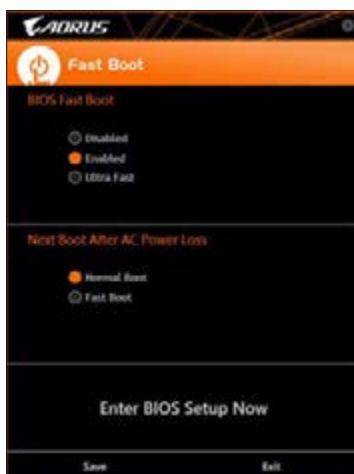 AORUS
Fast Boot
BIOS Fast Boot
Disabled
Enabled
Ultra Fast
Next Boot After AC Power Loss
Normal Boot
Fast Boot
Enter BIOS Setup Now
Save Exit